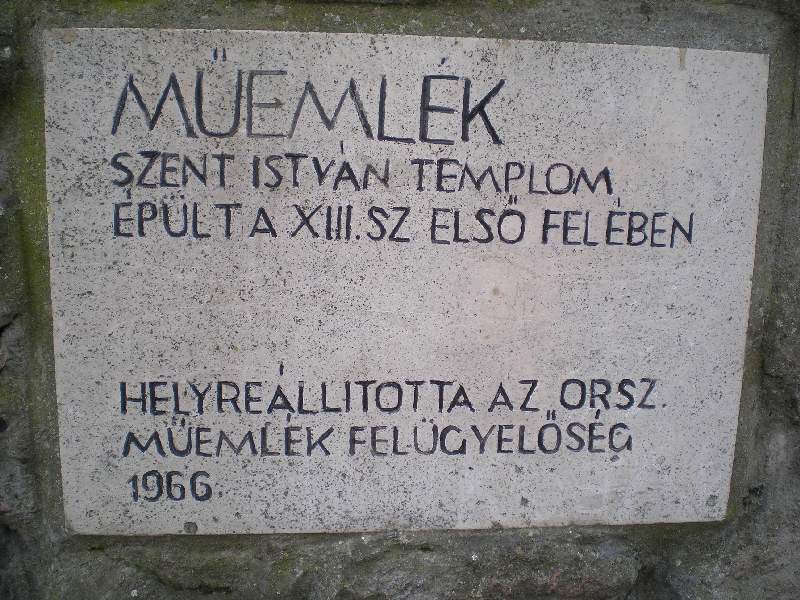 MŰEMLÉK
SZENT ISTVÁN TEMPLOM
ÉPÜLT A XIII. SZ ELSŐ FELÉBEN
HELYREÁLLITOTTA AZ ORSZ.
MŰEMLÉK FELÜGYELŐSÉG
1966.